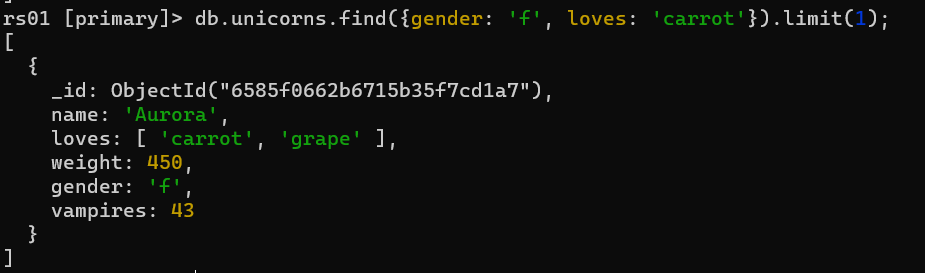 rs01 [primary]> db.unicorns.find({gender: 'f', loves: 'carrot'}).limit(1);
[
  {
    _id: ObjectId("6585f0662b6715b35f7cd1a7"),
    name: 'Aurora',
    loves: [ 'carrot', 'grape' ],
    weight: 450,
    gender: 'f',
    vampires: 43
  }
]